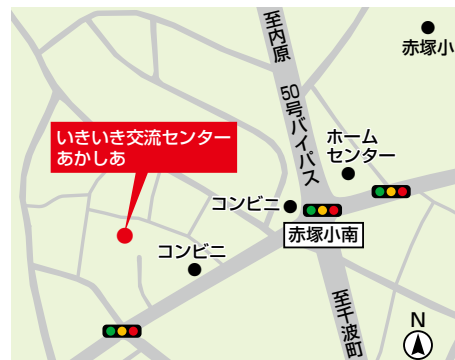 至内原
50号バイパス
赤塚小
いきいき交流センター
あかしあ
ホーム
センター
コンビニ
赤塚小南
コンビニ
至千波町
N